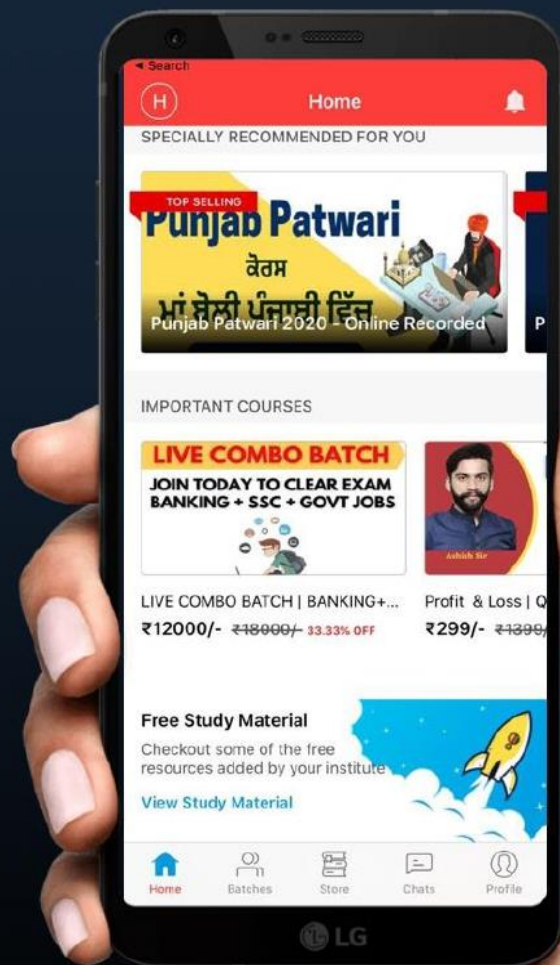 ◄ Search
H
Home
SPECIALLY RECOMMENDED FOR YOU
TOP SELLING
Punjab Patwari
ਕੋਰਸ
ਮਾਂ ਬੋਲੀ ਪੰਜਾਬੀ ਵਿੱਚ
Punjab Patwari 2020 - Online Recorded
P
IMPORTANT COURSES
LIVE COMBO BATCH
JOIN TODAY TO CLEAR EXAM
BANKING + SSC + GOVT JOBS
Ashish Sir
LIVE COMBO BATCH | BANKING+...
Profit & Loss | Q
₹12000/- ₹18000/- 33.33% OFF
₹299/- ₹1399/
Free Study Material
Checkout some of the free
resources added by your institute
View Study Material
Home
Batches
Store
Chats
Profile
LG